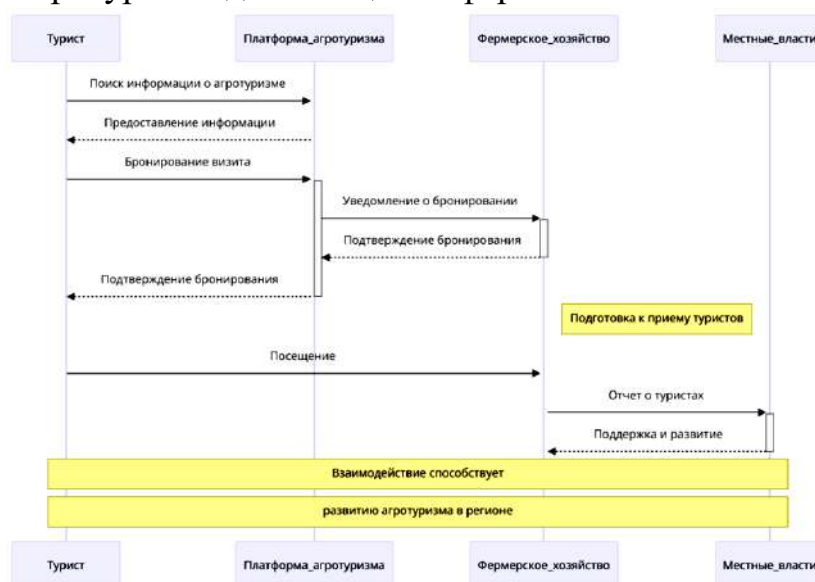 Турист Платформа_агротуризма Фермерское_хозяйство Местные_власти
Поиск информации о агротуризме
Предоставление информации
Бронирование визита
Уведомление о бронировании
Подтверждение бронирования
Подтверждение бронирования
Подготовка к приему туристов
Посещение
Отчет о туристах
Поддержка и развитие
Взаимодействие способствует
развитию агротуризма в регионе
Турист Платформа_агротуризма Фермерское_хозяйство Местные_власти